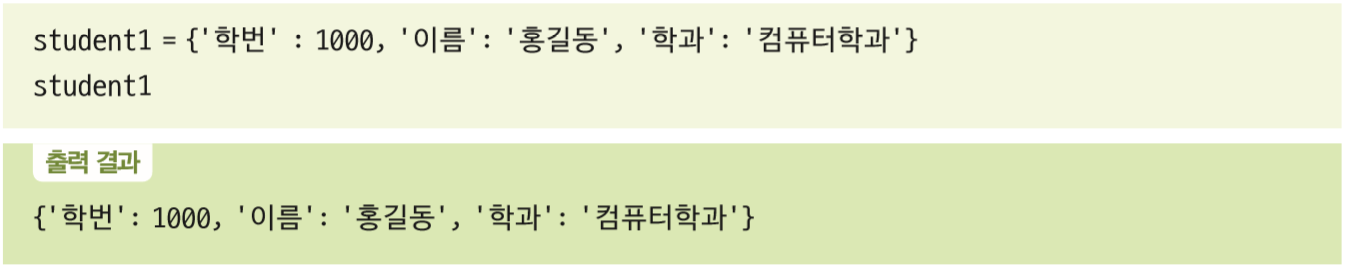 student1 = {'학번' : 1000, '이름': '홍길동', '학과': '컴퓨터학과'}
student1
출력 결과
{'학번': 1000, '이름': '홍길동', '학과': '컴퓨터학과'}